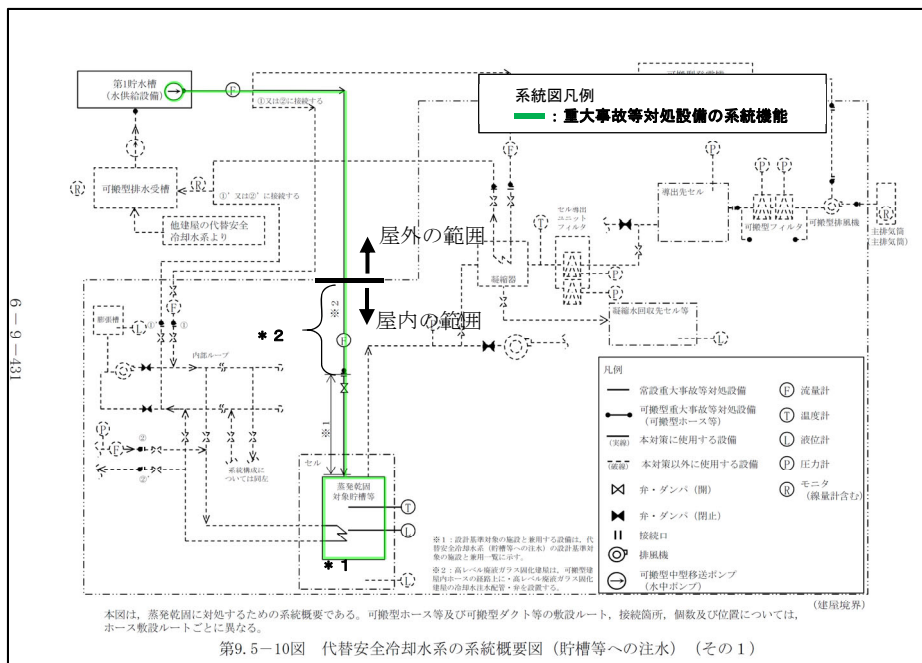 第1貯水槽
(水供給設備)
F
①又は②に接続する
可搬型発電機
系統図凡例
：重大事故等対処設備の系統機能
R
可搬型排水受槽
R
①′又は②′に接続する
他建屋の代替安全
冷却水系より
屋外の範囲
屋内の範囲
F
P
導出先セル
P
P
可搬型フィルタ
可搬型排風機
R
主排気筒
主排気筒)
T
セル導出
ユニット
フィルタ
P
P
凝縮器
凝縮水回収先セル等
L
6－9－431
膨張槽
L
①′
①
F
内部ループ
※2
＊2
F
P
P
F
②
②′
系統構成に
ついては同左
※1
セル
蒸発乾固
対象貯槽等
T
L
＊1
L
凡例
常設重大事故等対処設備
可搬型重大事故等対処設備
(可搬型ホース等)
(実線)
本対策に使用する設備
(破線)
本対策以外に使用する設備
弁・ダンパ（開）
弁・ダンパ（閉止）
接続口
排風機
可搬型中型移送ポンプ
(水中ポンプ)
F 流量計
T 温度計
L 液位計
P 圧力計
R モニタ
(線量計含む)
※1：設計基準対象の施設と兼用する設備は，代
替安全冷却水系（貯槽等への注水）の設計基準対
象の施設と兼用一覧に示す。
※2：高レベル廃液ガラス固化建屋は，可搬型建
屋内ホースの経路上に・高レベル廃液ガラス固化
建屋の冷却水注水配管・弁を設置する。
(建屋境界)
本図は，蒸発乾固に対処するための系統概要である。可搬型ホース等及び可搬型ダクト等の敷設ルート，接続箇所，個数及び位置については，
ホース敷設ルートごとに異なる。
第9.5－10図　代替安全冷却水系の系統概要図（貯槽等への注水）（その1）